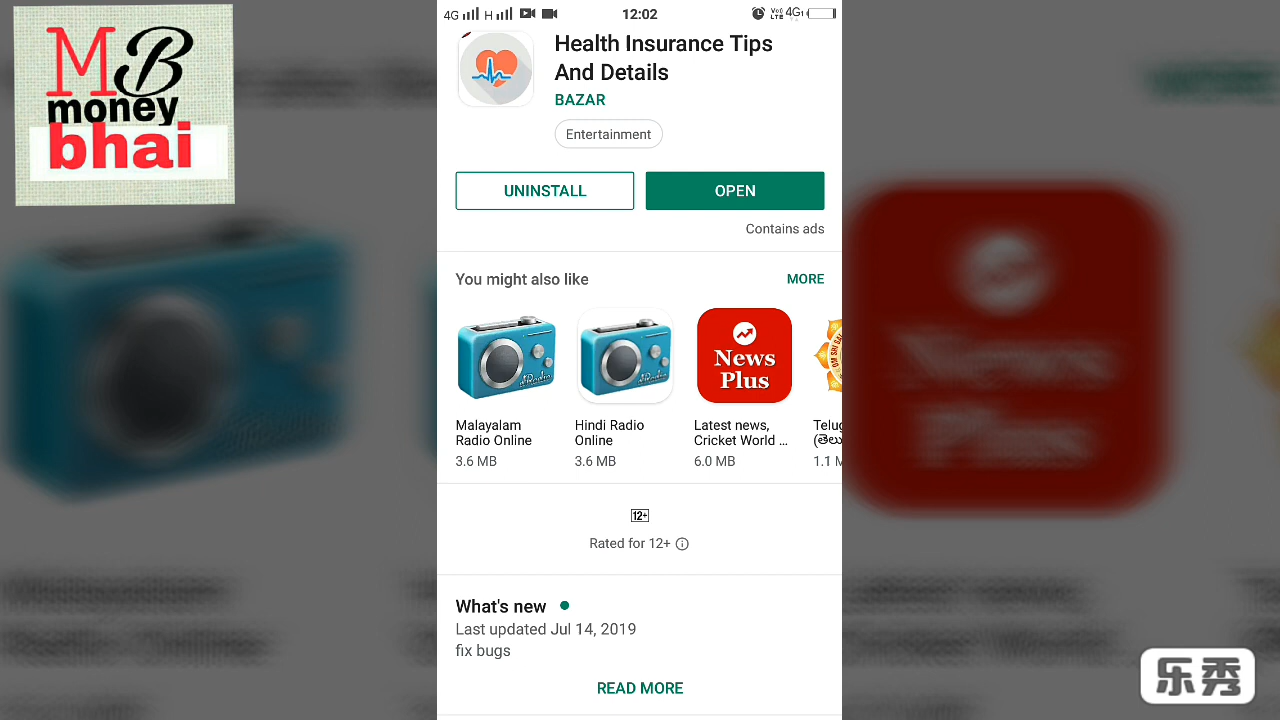 MB
money
bhai
4G H 12:02 VoLTE 4G
Health Insurance Tips
And Details
BAZAR
Entertainment
UNINSTALL OPEN
Contains ads
You might also like MORE
News
Plus
Malayalam
Radio Online
3.6 MB
Hindi Radio
Online
3.6 MB
Latest news,
Cricket World ...
6.0 MB
Telug
(తెలు
1.1 M
12+
Rated for 12+
What's new
Last updated Jul 14, 2019
fix bugs
READ MORE
乐秀